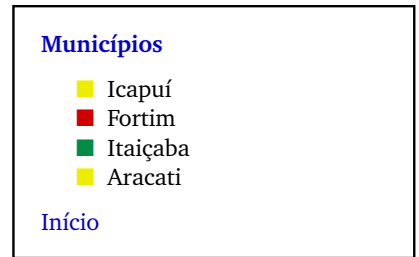 Municípios
Icapuí
Fortim
Itaiçaba
Aracati
Início